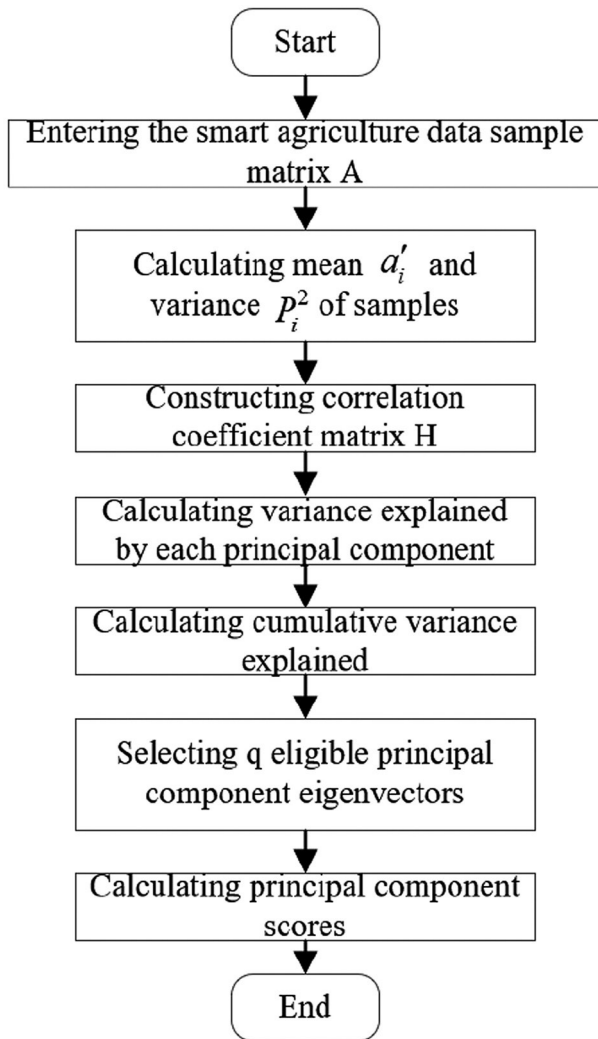 Start
Entering the smart agriculture data sample
matrix A
Calculating mean a′ᵢ and
variance Pᵢ² of samples
Constructing correlation
coefficient matrix H
Calculating variance explained
by each principal component
Calculating cumulative variance
explained
Selecting q eligible principal
component eigenvectors
Calculating principal component
scores
End